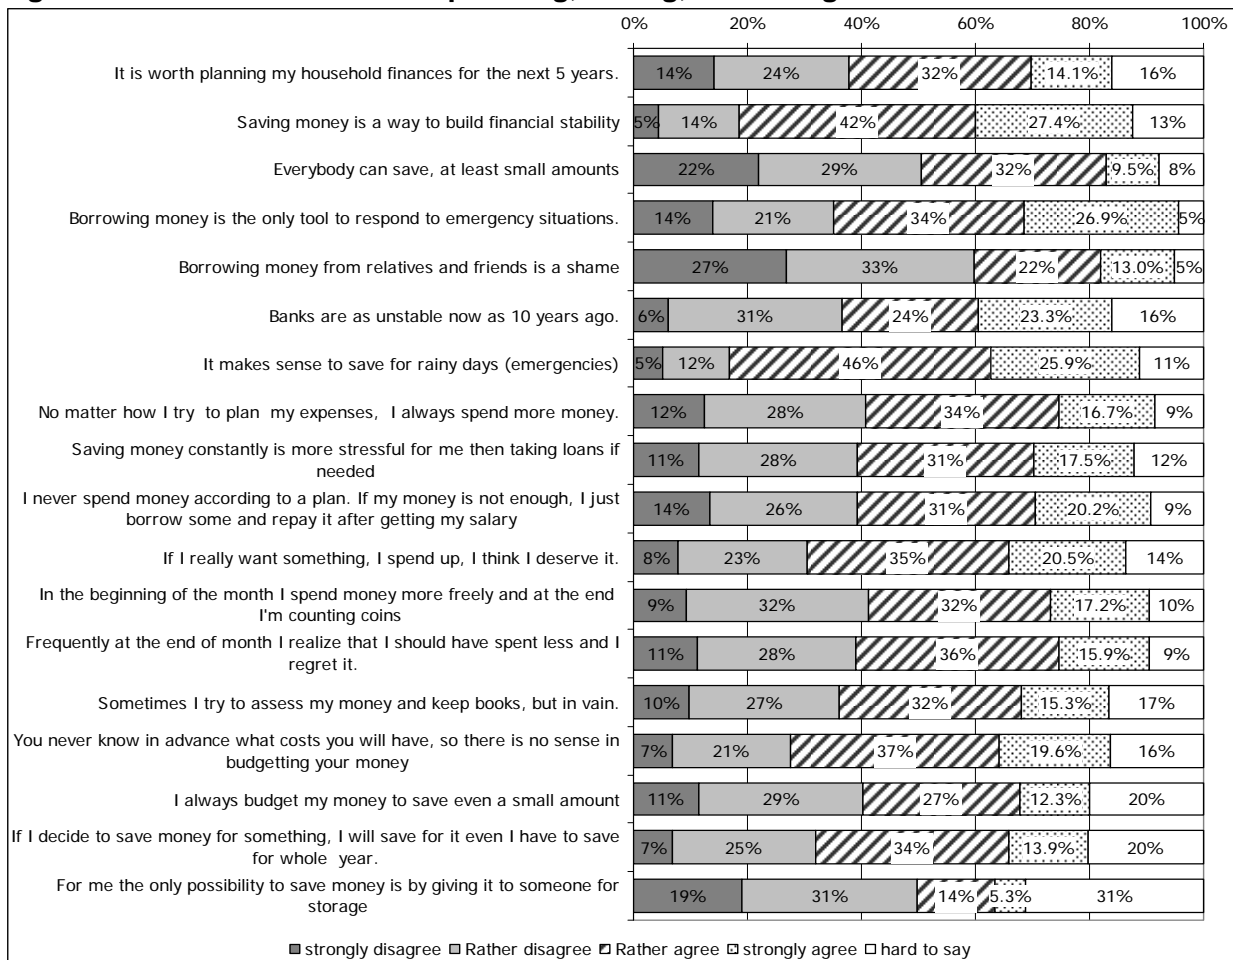 0% 20% 40% 60% 80% 100%
It is worth planning my household finances for the next 5 years. 14% 24% 32% 14.1% 16%
Saving money is a way to build financial stability 5% 14% 42% 27.4% 13%
Everybody can save, at least small amounts 22% 29% 32% 9.5% 8%
Borrowing money is the only tool to respond to emergency situations. 14% 21% 34% 26.9% 5%
Borrowing money from relatives and friends is a shame 27% 33% 22% 13.0% 5%
Banks are as unstable now as 10 years ago. 6% 31% 24% 23.3% 16%
It makes sense to save for rainy days (emergencies) 5% 12% 46% 25.9% 11%
No matter how I try to plan my expenses, I always spend more money. 12% 28% 34% 16.7% 9%
Saving money constantly is more stressful for me then taking loans if
needed 11% 28% 31% 17.5% 12%
I never spend money according to a plan. If my money is not enough, I just
borrow some and repay it after getting my salary 14% 26% 31% 20.2% 9%
If I really want something, I spend up, I think I deserve it. 8% 23% 35% 20.5% 14%
In the beginning of the month I spend money more freely and at the end
I'm counting coins 9% 32% 32% 17.2% 10%
Frequently at the end of month I realize that I should have spent less and I
regret it. 11% 28% 36% 15.9% 9%
Sometimes I try to assess my money and keep books, but in vain. 10% 27% 32% 15.3% 17%
You never know in advance what costs you will have, so there is no sense in
budgetting your money 7% 21% 37% 19.6% 16%
I always budget my money to save even a small amount 11% 29% 27% 12.3% 20%
If I decide to save money for something, I will save for it even I have to save
for whole year. 7% 25% 34% 13.9% 20%
For me the only possibility to save money is by giving it to someone for
storage 19% 31% 14% 5.3% 31%
strongly disagree Rather disagree Rather agree strongly agree hard to say